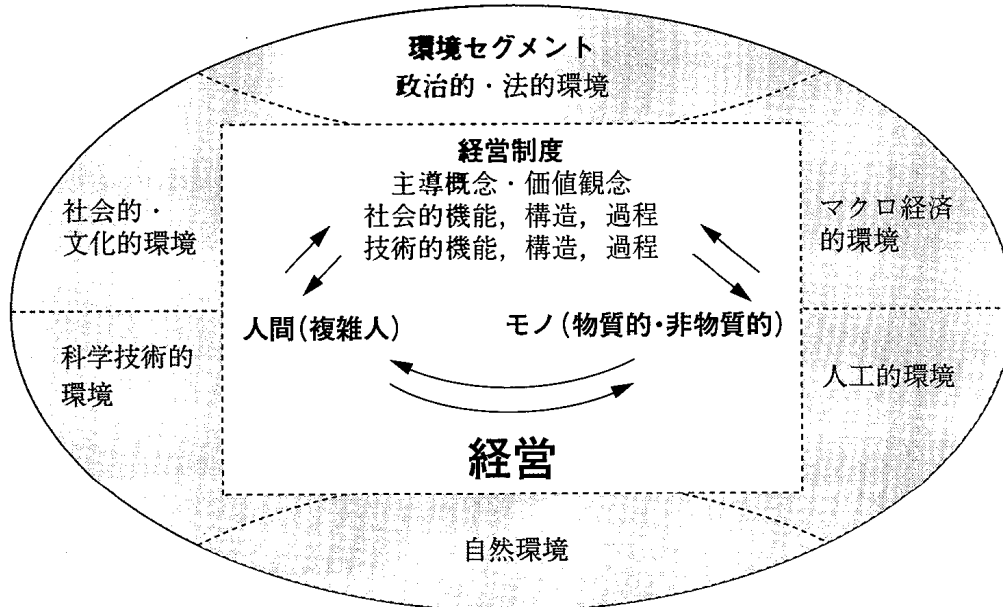 環境セグメント
政治的・法的環境
経営制度
主導概念・価値観念
社会的機能，構造，過程
技術的機能，構造，過程
社会的・
文化的環境
マクロ経済
的環境
人間(複雑人)
モノ(物質的・非物質的)
科学技術的
環境
人工的環境
経営
自然環境